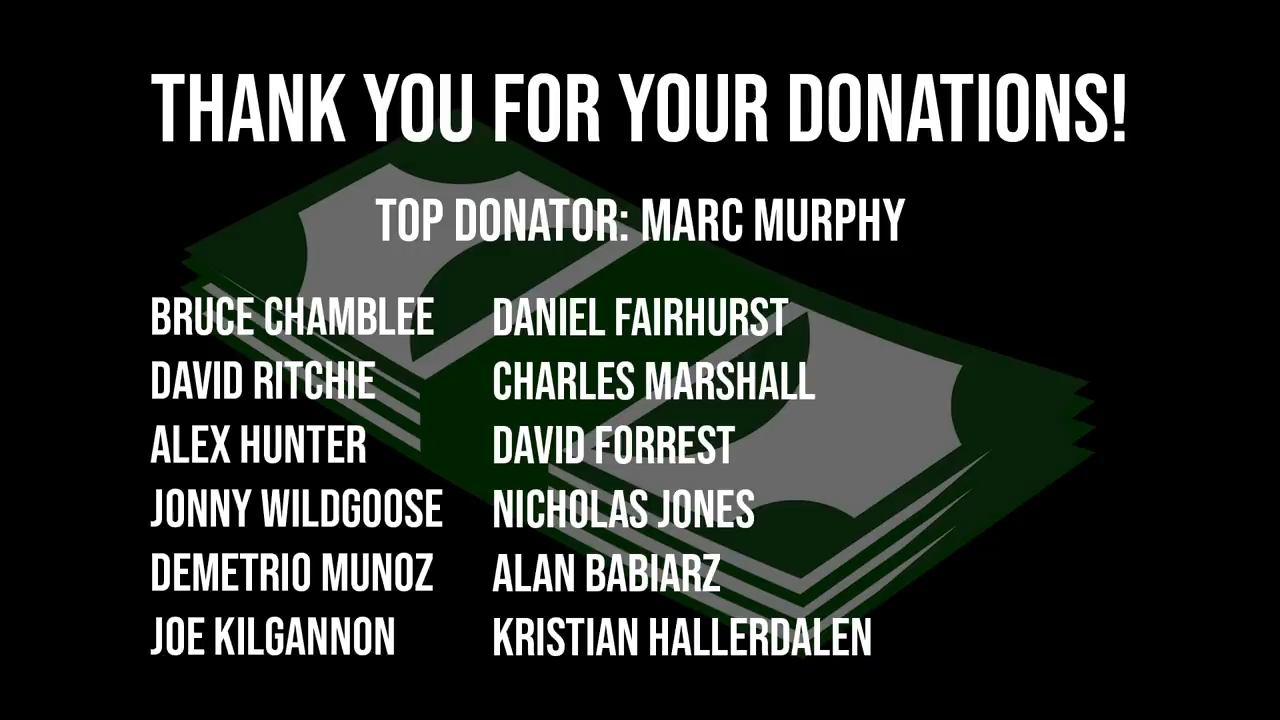 THANK YOU FOR YOUR DONATIONS!
TOP DONATOR: MARC MURPHY
BRUCE CHAMBLEE
DAVID RITCHIE
ALEX HUNTER
JONNY WILDGOOSE
DEMETRIO MUNOZ
JOE KILGANNON
DANIEL FAIRHURST
CHARLES MARSHALL
DAVID FORREST
NICHOLAS JONES
ALAN BABIARZ
KRISTIAN HALLERDALEN